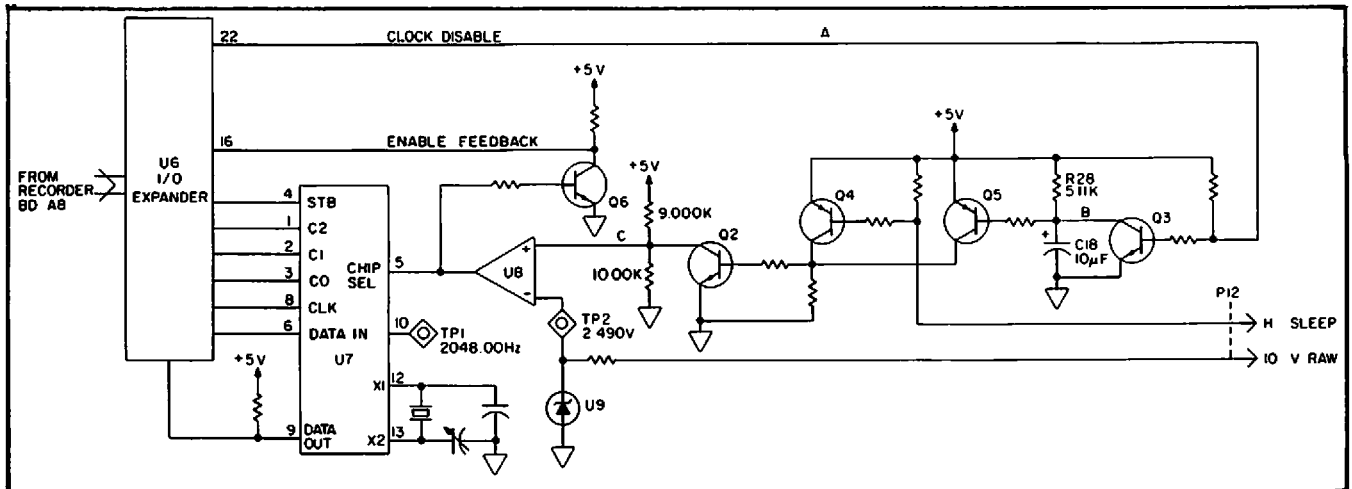 22 CLOCK DISABLE A
+5V
16 ENABLE FEEDBACK
+5V
FROM
RECORDER
BD A8
U6
I/O
EXPANDER
Q6
+5V
9.000K
C
10.00K
Q2
Q4
Q5
R28
511K
B
Q3
C18
10µF
+
4 STB
1 C2
2 C1
3 C0
8 CLK
6 DATA IN
CHIP
SEL
5
U8
+
-
10 TP1
2048.00Hz
TP2
2.490V
U7
P12
H SLEEP
10 V RAW
+5V
X1 12
X2 13
U9
9 DATA
OUT